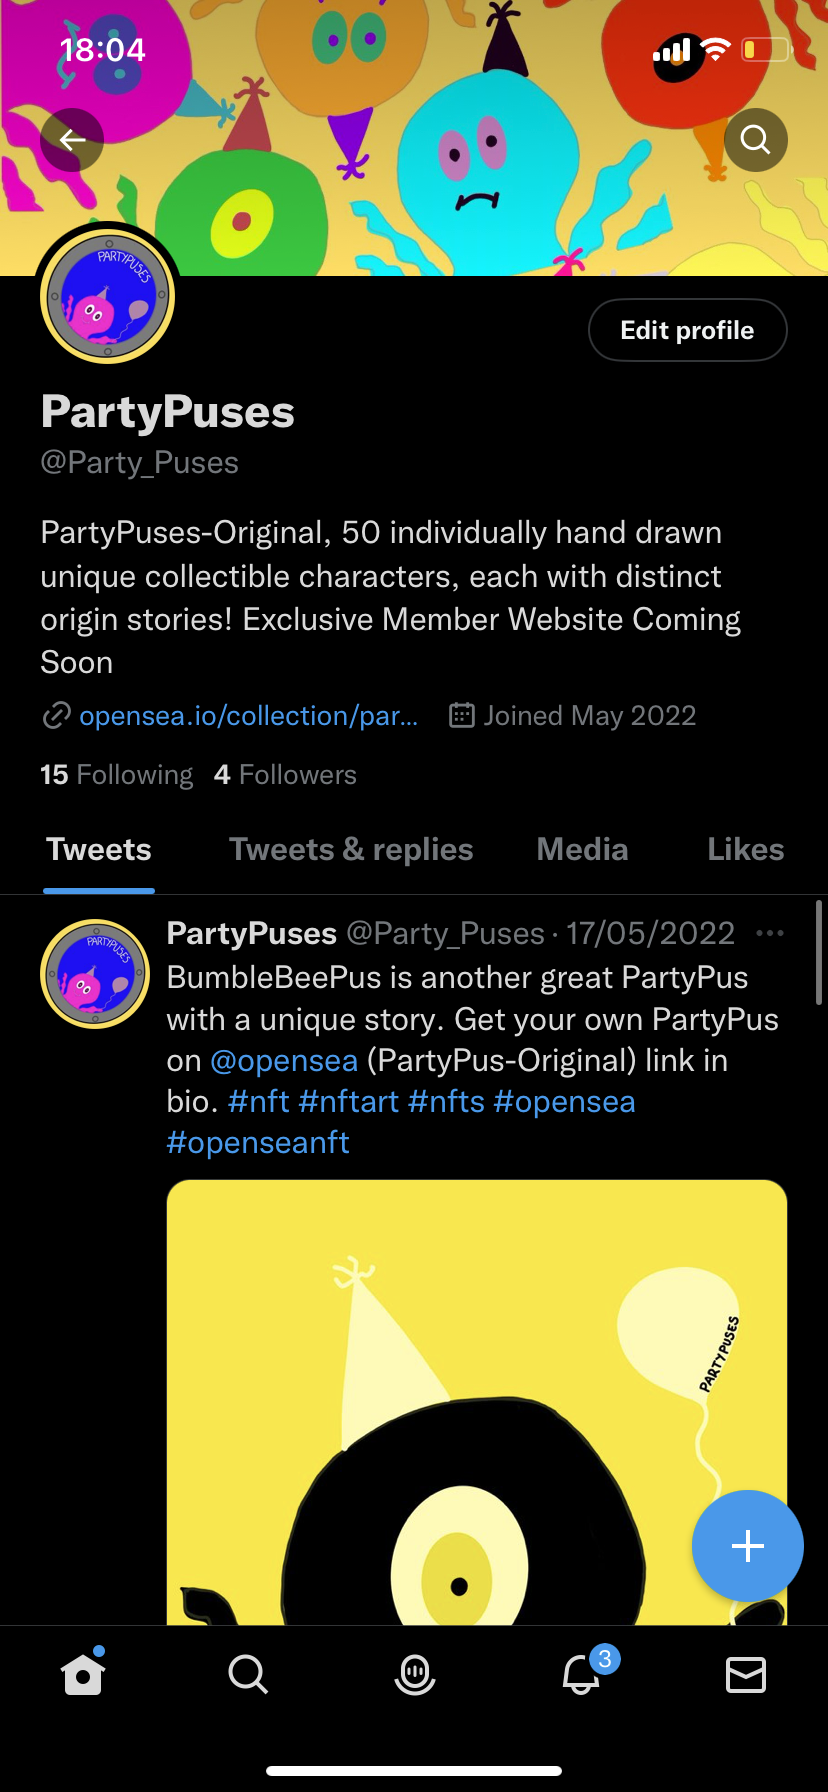 18:04
PARTYPUSES
Edit profile
PartyPuses
@Party_Puses
PartyPuses-Original, 50 individually hand drawn
unique collectible characters, each with distinct
origin stories! Exclusive Member Website Coming
Soon
opensea.io/collection/par... Joined May 2022
15 Following 4 Followers
Tweets Tweets & replies Media Likes
PartyPuses @Party_Puses · 17/05/2022 ...
PARTYPUSES
BumbleBeePus is another great PartyPus
with a unique story. Get your own PartyPus
on @opensea (PartyPus-Original) link in
bio. #nft #nftart #nfts #opensea
#openseanft
PARTYPUSES
3